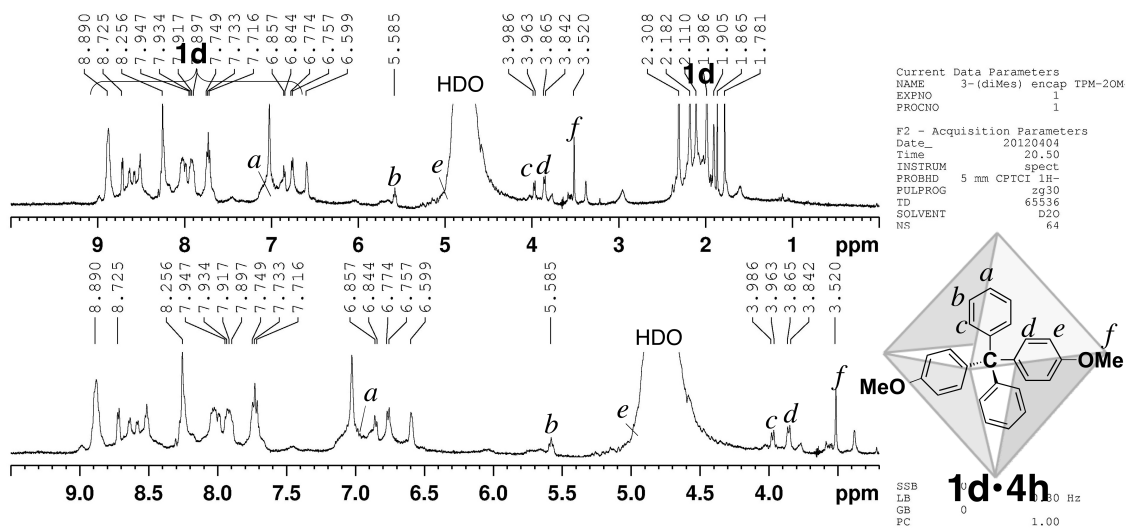 8.890
8.725
8.256
7.947
7.934
7.917
7.897
7.749
7.733
7.716
6.857
6.844
6.774
6.757
6.599
5.585
3.986
3.963
3.865
3.842
3.520
2.308
2.182
2.110
1.986
1.905
1.865
1.781
1d
1d
HDO
a
b
e
c
d
f
9 8 7 6 5 4 3 2 1 ppm
8.890
8.725
8.256
7.947
7.934
7.917
7.897
7.749
7.733
7.716
6.857
6.844
6.774
6.757
6.599
5.585
3.986
3.963
3.865
3.842
3.520
HDO
a
b
e
c
d
f
9.0 8.5 8.0 7.5 7.0 6.5 6.0 5.5 5.0 4.5 4.0 ppm
Current Data Parameters
NAME 3-(diMes) encap TPM-2OM
EXPNO 1
PROCNO 1
F2 - Acquisition Parameters
Date_ 20120404
Time 20.50
INSTRUM spect
PROBHD 5 mm CPTCI 1H-
PULPROG zg30
TD 65536
SOLVENT D2O
NS 64
a
b
c
d
e
f
C
OMe
MeO
1d•4h
SSB
LB Hz
GB 0
PC 1.00